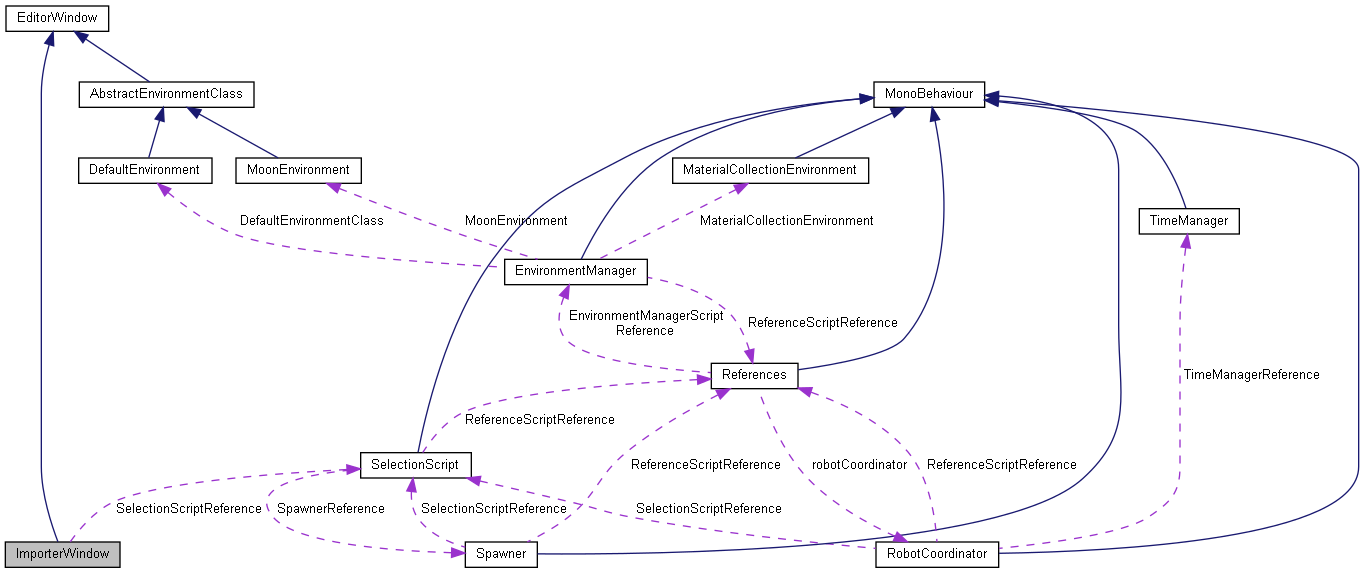 EditorWindow
AbstractEnvironmentClass
MonoBehaviour
DefaultEnvironment
MoonEnvironment
MaterialCollectionEnvironment
DefaultEnvironmentClass
MoonEnvironment
MaterialCollectionEnvironment
TimeManager
EnvironmentManager
EnvironmentManagerScript
Reference
ReferenceScriptReference
References
TimeManagerReference
ReferenceScriptReference
SelectionScript
ReferenceScriptReference
robotCoordinator
ReferenceScriptReference
SelectionScriptReference
SpawnerReference
SelectionScriptReference
SelectionScriptReference
ImporterWindow
Spawner
RobotCoordinator